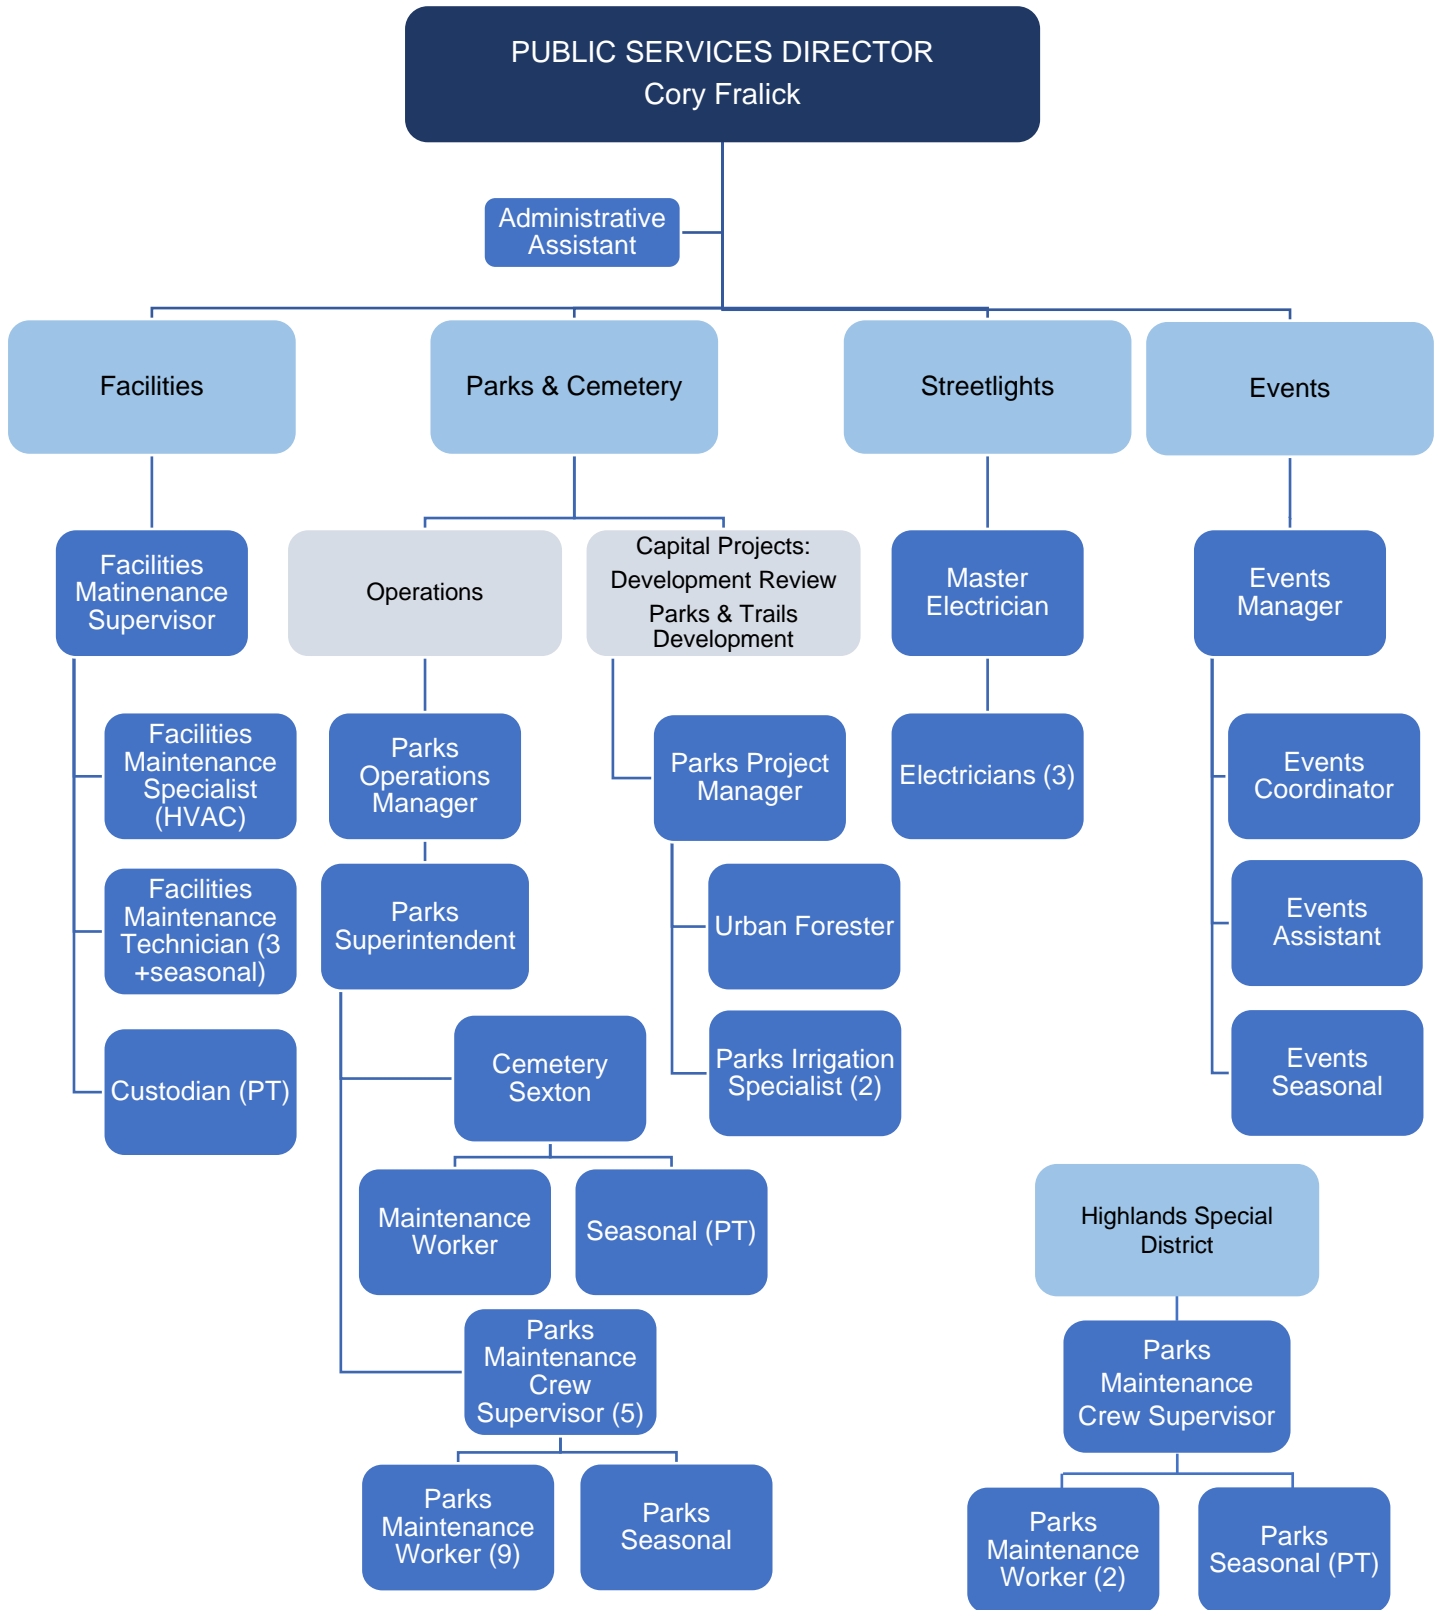 PUBLIC SERVICES DIRECTOR
Cory Fralick
Administrative
Assistant
Facilities
Parks & Cemetery
Streetlights
Events
Facilities
Matinenance
Supervisor
Operations
Capital Projects:
Development Review
Parks & Trails
Development
Master
Electrician
Events
Manager
Facilities
Maintenance
Specialist
(HVAC)
Parks
Operations
Manager
Parks Project
Manager
Electricians (3)
Events
Coordinator
Facilities
Maintenance
Technician (3
+seasonal)
Parks
Superintendent
Urban Forester
Events
Assistant
Custodian (PT)
Cemetery
Sexton
Parks Irrigation
Specialist (2)
Events
Seasonal
Maintenance
Worker
Seasonal (PT)
Highlands Special
District
Parks
Maintenance
Crew
Supervisor (5)
Parks
Maintenance
Crew Supervisor
Parks
Maintenance
Worker (9)
Parks
Seasonal
Parks
Maintenance
Worker (2)
Parks
Seasonal (PT)